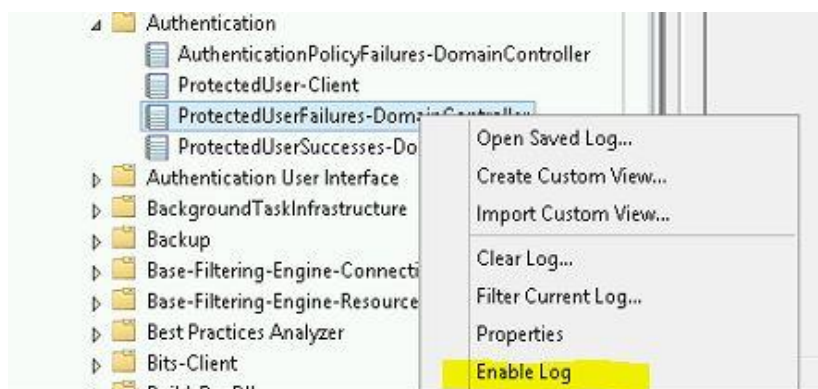 Authentication
AuthenticationPolicyFailures-DomainController
ProtectedUser-Client
ProtectedUserFailures-DomainController
ProtectedUserSuccesses-Do
Authentication User Interface
BackgroundTaskInfrastructure
Backup
Base-Filtering-Engine-Connecti
Base-Filtering-Engine-Resource
Best Practices Analyzer
Bits-Client
Open Saved Log...
Create Custom View...
Import Custom View...
Clear Log...
Filter Current Log...
Properties
Enable Log